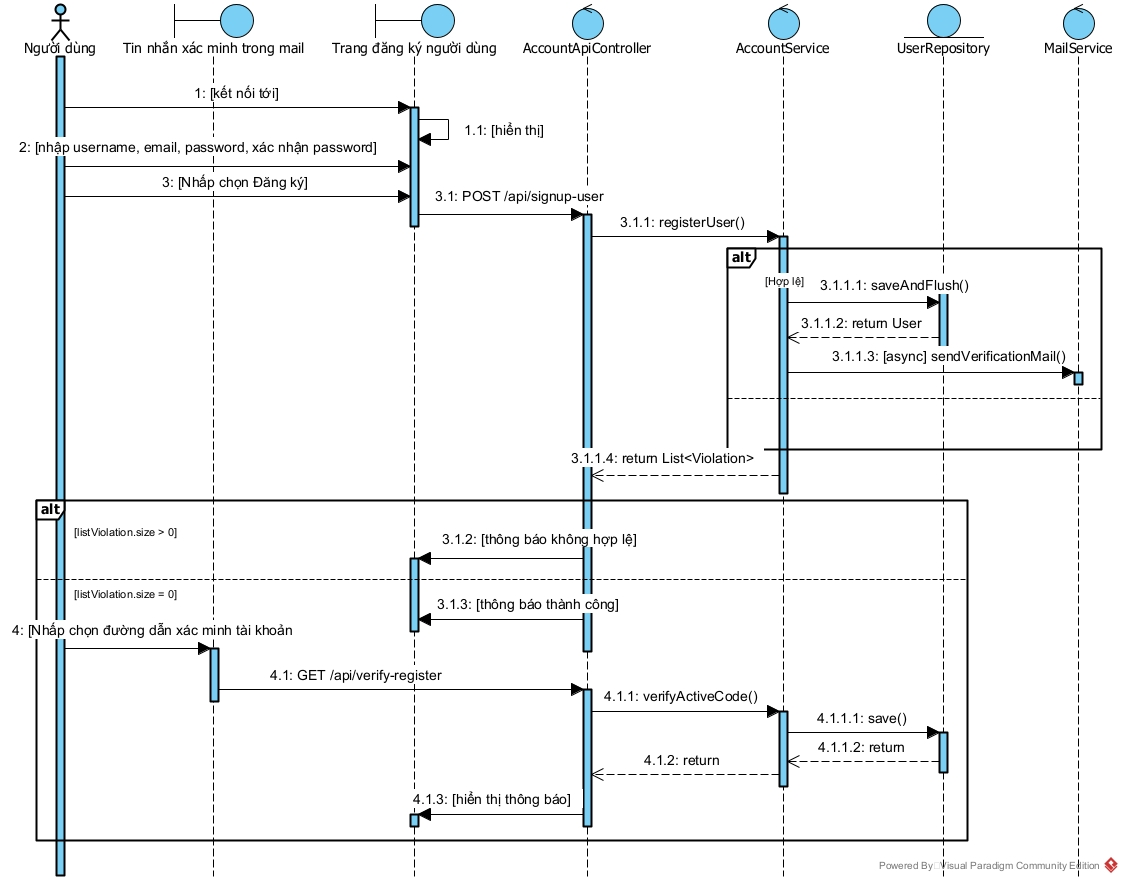 Người dùng
Tin nhắn xác minh trong mail
Trang đăng ký người dùng
AccountApiController
AccountService
UserRepository
MailService
1: [kết nối tới]
1.1: [hiển thị]
2: [nhập username, email, password, xác nhận password]
3: [Nhấp chọn Đăng ký]
3.1: POST /api/signup-user
3.1.1: registerUser()
alt
[Hợp lệ]
3.1.1.1: saveAndFlush()
3.1.1.2: return User
3.1.1.3: [async] sendVerificationMail()
3.1.1.4: return List<Violation>
alt
[listViolation.size > 0]
3.1.2: [thông báo không hợp lệ]
[listViolation.size = 0]
3.1.3: [thông báo thành công]
4: [Nhấp chọn đường dẫn xác minh tài khoản
4.1: GET /api/verify-register
4.1.1: verifyActiveCode()
4.1.1.1: save()
4.1.1.2: return
4.1.2: return
4.1.3: [hiển thị thông báo]
Powered By Visual Paradigm Community Edition